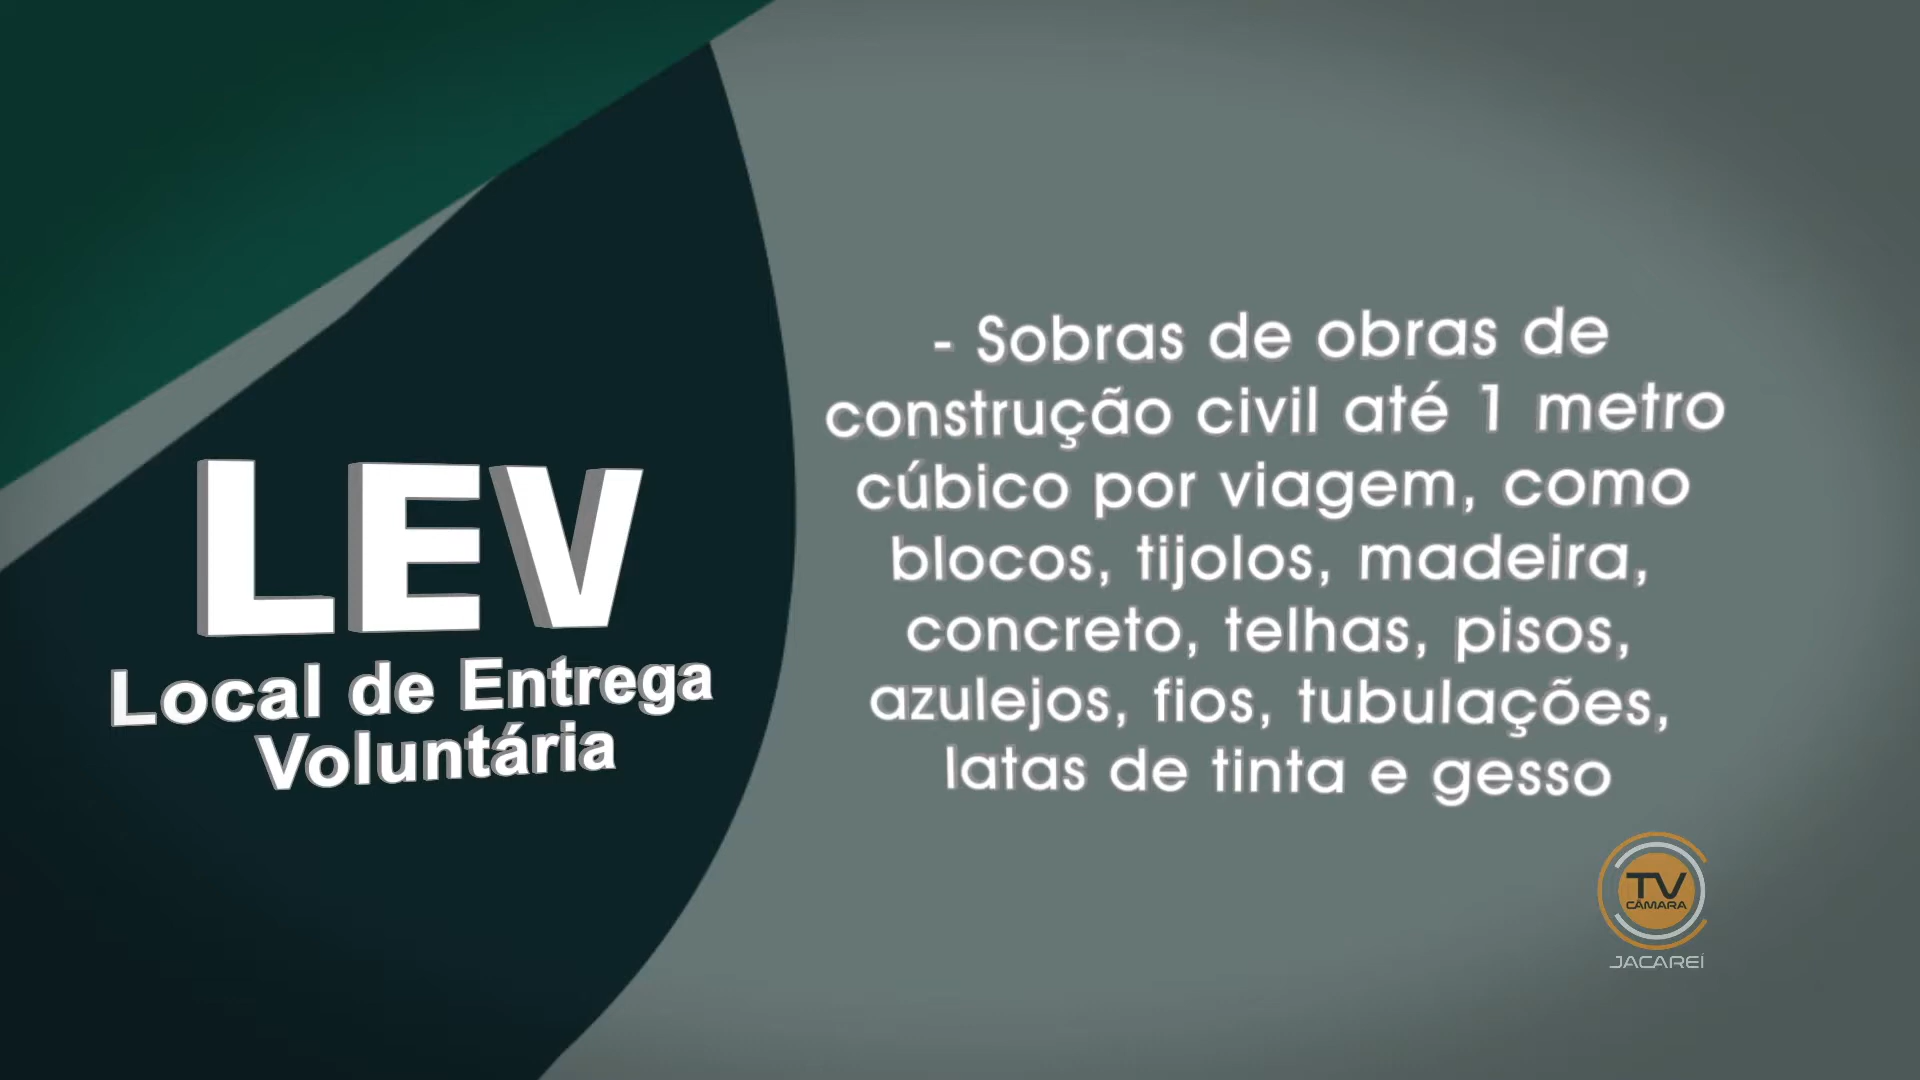 LEV
Local de Entrega
Voluntária
- Sobras de obras de
construção civil até 1 metro
cúbico por viagem, como
blocos, tijolos, madeira,
concreto, telhas, pisos,
azulejos, fios, tubulações,
latas de tinta e gesso
TV
CÂMARA
JACAREÍ